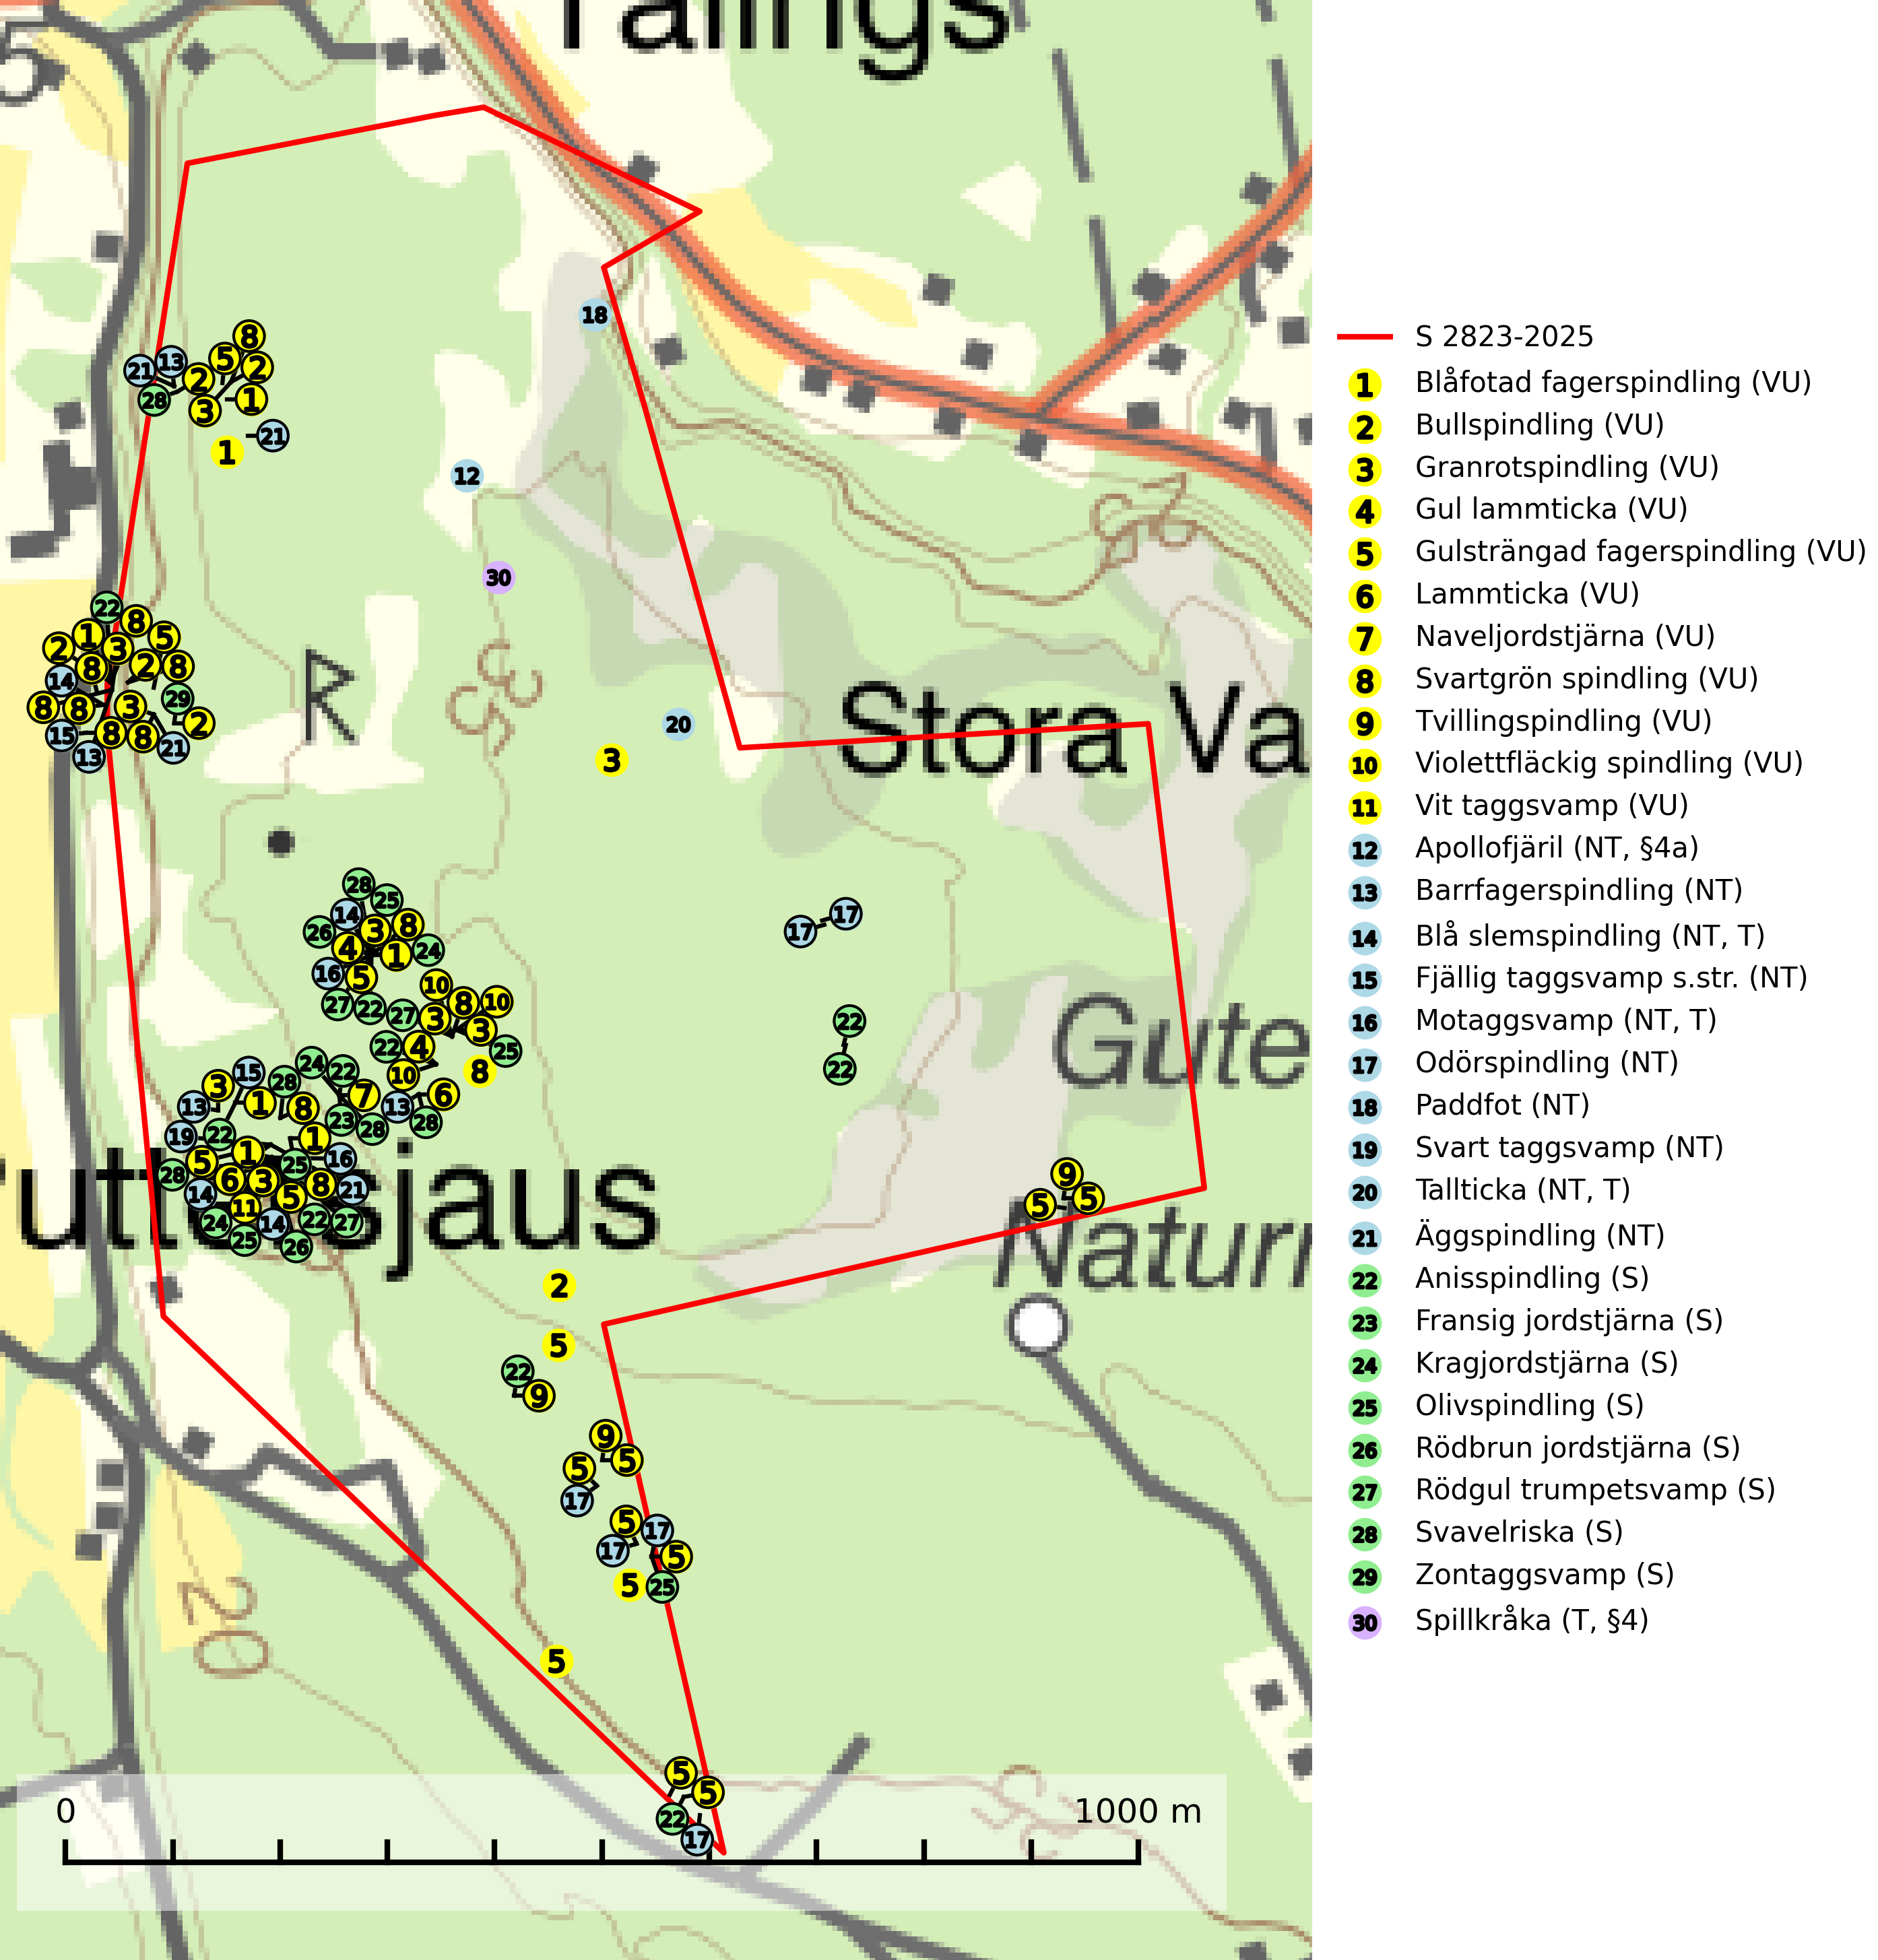 Tallings
5
R
35
Stora Va
Gute
Naturr
ruttusjaus
20
0
1000 m
S 2823-2025
1 Blåfotad fagerspindling (VU)
2 Bullspindling (VU)
3 Granrotspindling (VU)
4 Gul lammticka (VU)
5 Gulsträngad fagerspindling (VU)
6 Lammticka (VU)
7 Naveljordstjärna (VU)
8 Svartgrön spindling (VU)
9 Tvillingspindling (VU)
10 Violettfläckig spindling (VU)
11 Vit taggsvamp (VU)
12 Apollofjäril (NT, §4a)
13 Barrfagerspindling (NT)
14 Blå slemspindling (NT, T)
15 Fjällig taggsvamp s.str. (NT)
16 Motaggsvamp (NT, T)
17 Odörspindling (NT)
18 Paddfot (NT)
19 Svart taggsvamp (NT)
20 Tallticka (NT, T)
21 Äggspindling (NT)
22 Anisspindling (S)
23 Fransig jordstjärna (S)
24 Kragjordstjärna (S)
25 Olivspindling (S)
26 Rödbrun jordstjärna (S)
27 Rödgul trumpetsvamp (S)
28 Svavelriska (S)
29 Zontaggsvamp (S)
30 Spillkråka (T, §4)